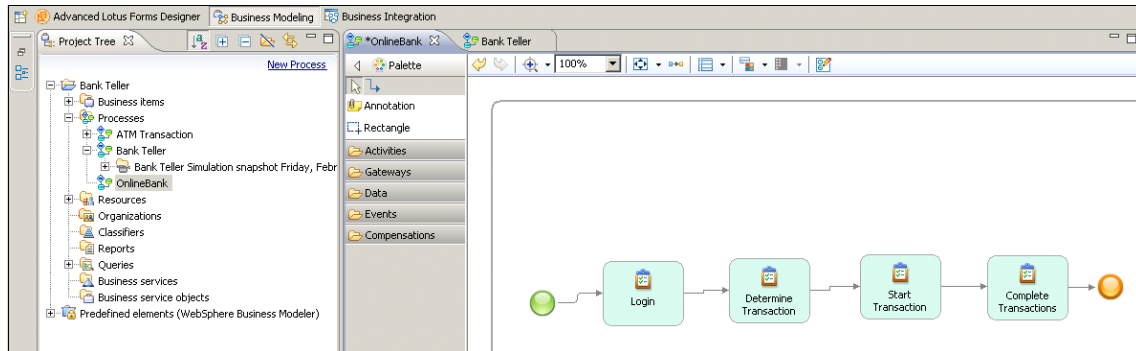 Advanced Lotus Forms Designer Business Modeling Business Integration
Project Tree
New Process
Bank Teller
Business items
Processes
ATM Transaction
Bank Teller
Bank Teller Simulation snapshot Friday, Febr
OnlineBank
Resources
Organizations
Classifiers
Reports
Queries
Business services
Business service objects
Predefined elements (WebSphere Business Modeler)
*OnlineBank Bank Teller
Palette
100%
Annotation
Rectangle
Activities
Gateways
Data
Events
Compensations
Login
Determine
Transaction
Start
Transaction
Complete
Transactions